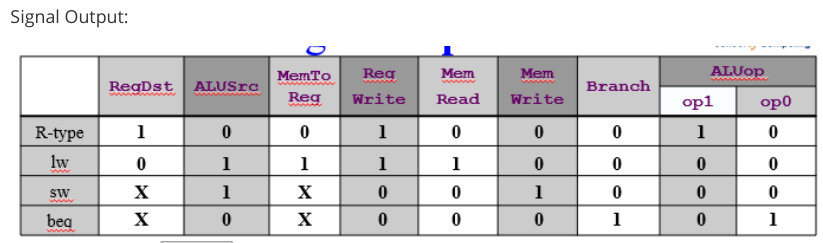 Signal Output:
RegDst ALUSrc MemTo Reg Reg Write Mem Read Mem Write Branch ALUop
op1 op0
R-type 1 0 0 1 0 0 0 1 0
lw 0 1 1 1 1 0 0 0 0
sw X 1 X 0 0 1 0 0 0
beq X 0 X 0 0 0 1 0 1